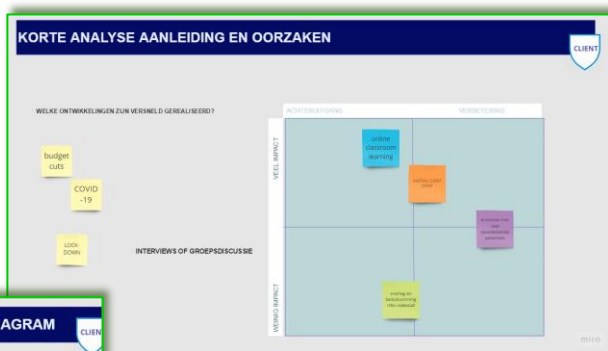 KORTE ANALYSE AANLEIDING EN OORZAKEN
CLIENT
WELKE ONTWIKKELINGEN ZIJN VERSNELD GEREALISEERD?
ACHTERUITGANG
VERBETERING
budget
cuts
COVID
-19
LOCK-
DOWN
INTERVIEWS OF GROEPSDISCUSSIE
VEEL IMPACT
WEINIG IMPACT
online
classroom
learning
AGRAM
CLIEN
miro